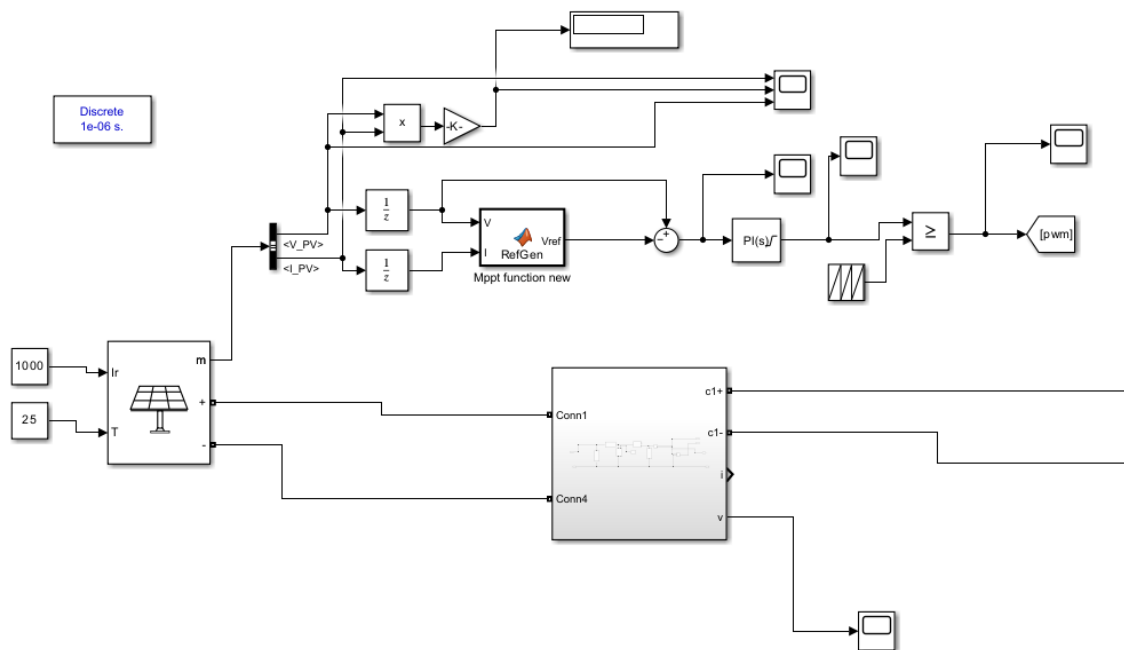 Discrete
1e-06 s.
x
-K-
<V_PV>
<I_PV>
1
z
1
z
V
I
RefGen
Vref
Mppt function new
+
-
PI(s)
≥
[pwm]
1000
25
Ir
T
m
+
-
Conn1
Conn4
c1+
c1-
i
v